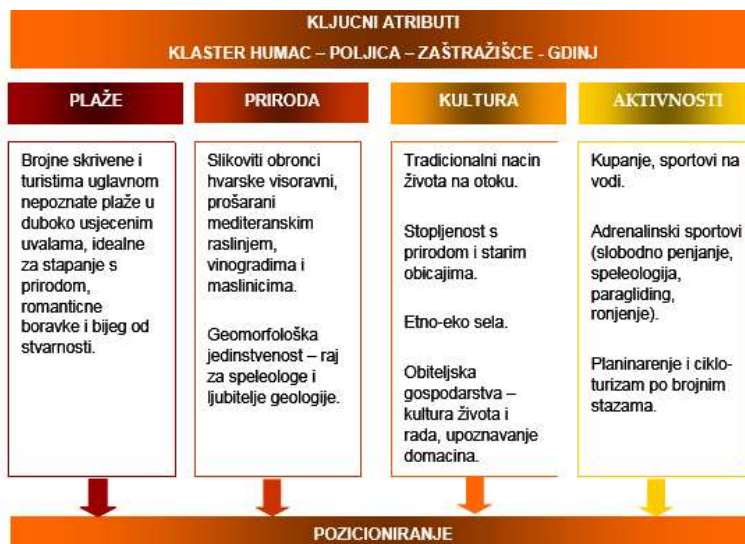 KLJUCNI ATRIBUTI
KLASTER HUMAC – POLJICA – ZAŠTRAŽIŠCE - GDINJ
PLAŽE
Brojne skrivene i
turistima uglavnom
nepoznate plaže u
duboko usjecenim
uvalama, idealne
za stapanje s
prirodom,
romanticne
boravke i bijeg od
stvarnosti.
PRIRODA
Slikoviti obronci
hvarske visoravni,
prošarani
mediteranskim
raslinjem,
vinogradima i
maslinicima.
Geomorfološka
jedinstvenost – raj
za speleologe i
ljubitelje geologije.
KULTURA
Tradicionalni nacin
života na otoku.
Stopljenost s
prirodom i starim
obicajima.
Etno-eko sela.
Obiteljska
gospodarstva –
kultura života i
rada, upoznavanje
domacina.
AKTIVNOSTI
Kupanje, sportovi na
vodi.
Adrenalinski sportovi
(slobodno penjanje,
speleologija,
paragliding,
ronjenje).
Planinarenje i ciklo-
turizam po brojnim
stazama.
POZICIONIRANJE